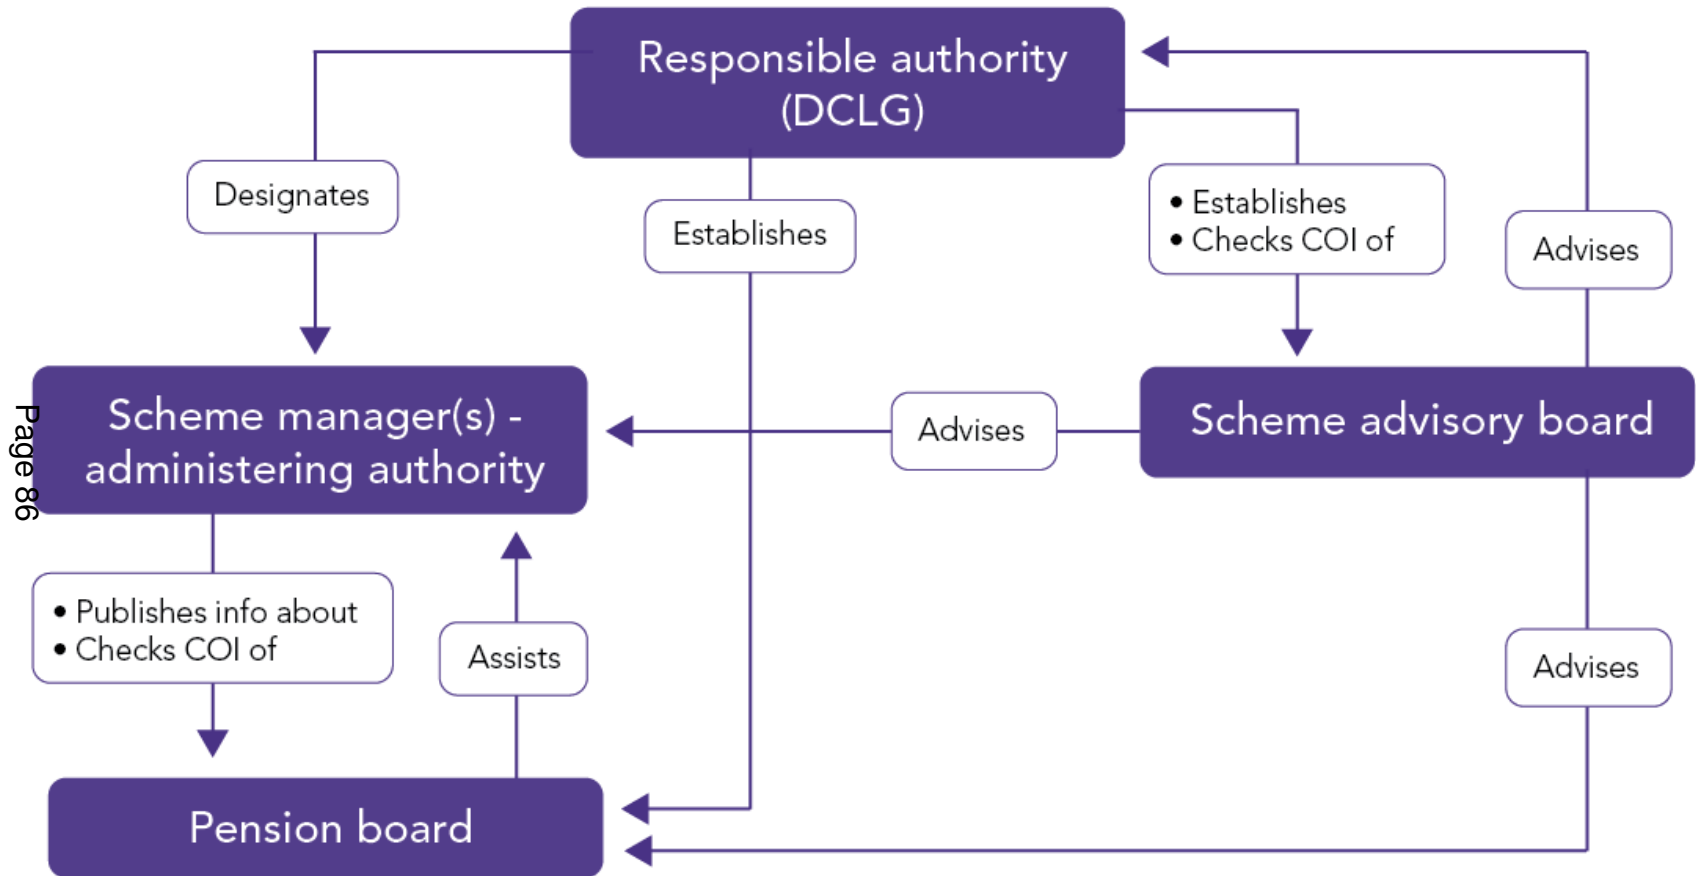 Responsible authority
(DCLG)
Designates
Establishes
• Establishes
• Checks COI of
Advises
Scheme manager(s) -
administering authority
Advises
Scheme advisory board
Page 86
• Publishes info about
• Checks COI of
Assists
Advises
Pension board